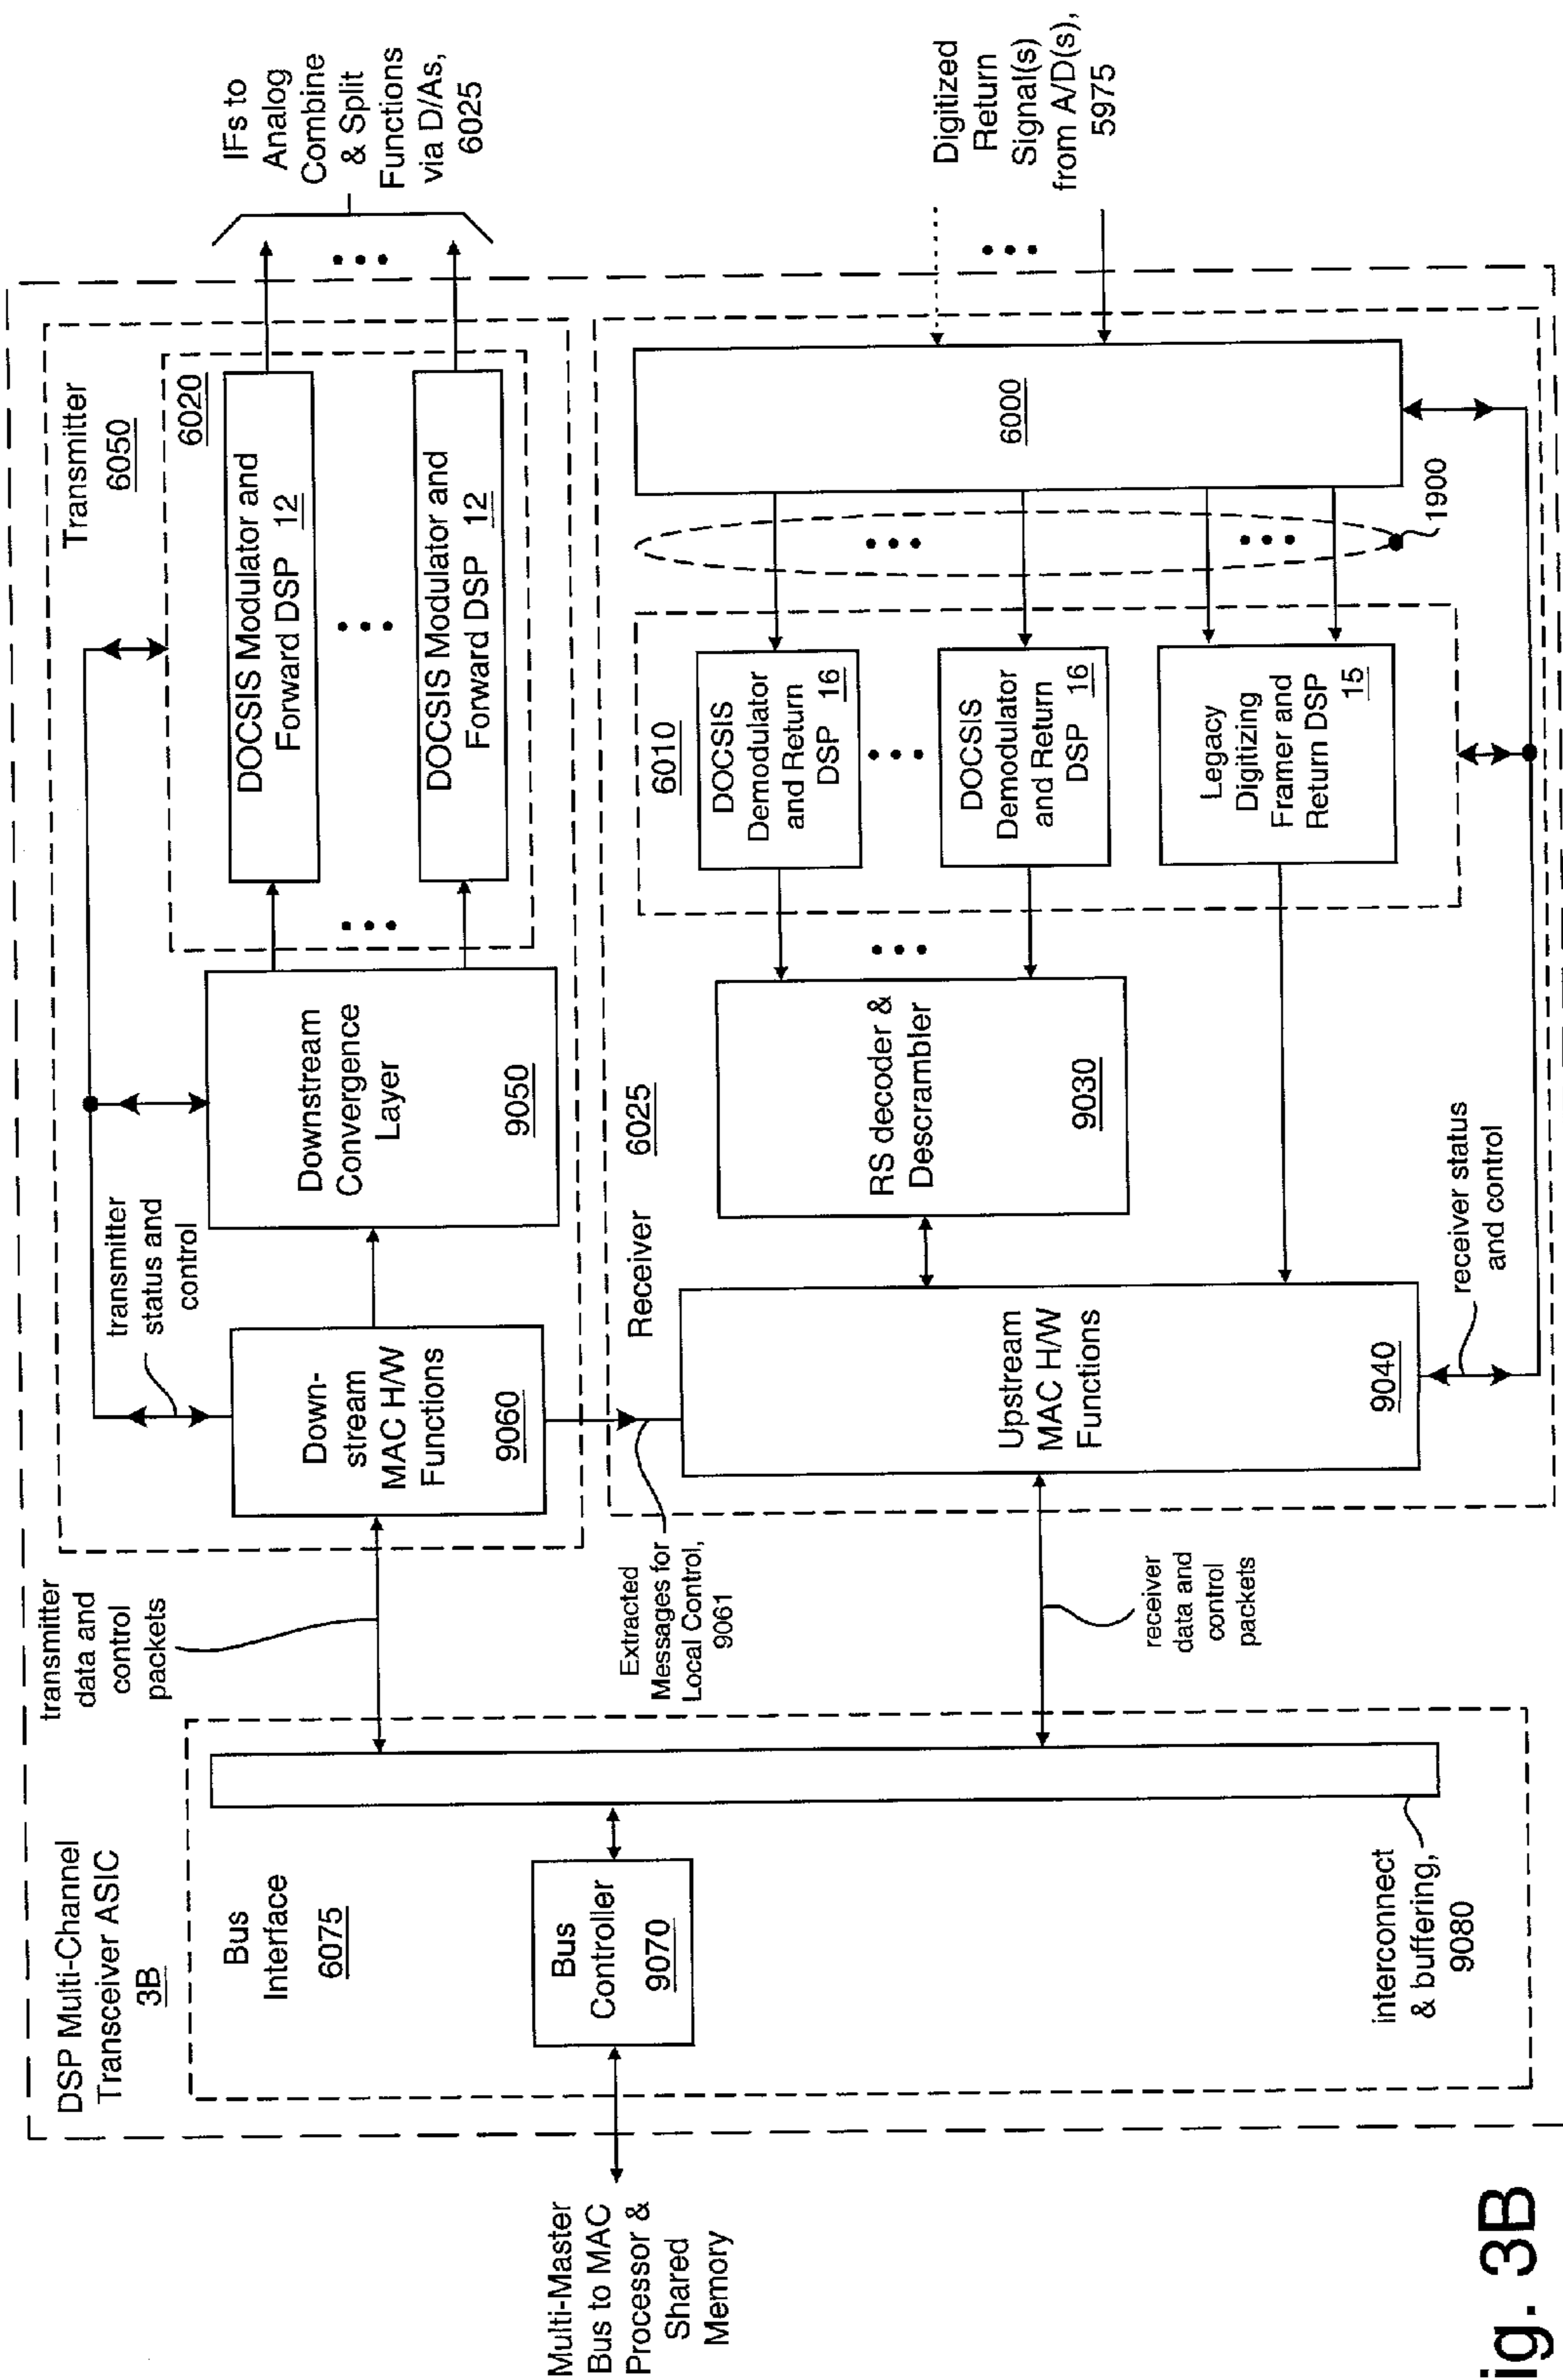 DSP Multi-Channel
Transceiver ASIC
3B
Bus
Interface
6075
Bus
Controller
9070
interconnect
& buffering,
9080
Multi-Master
Bus to MAC
Processor &
Shared
Memory
transmitter
data and
control
packets
Extracted
Messages for
Local Control,
9061
receiver
data and
control
packets
Transmitter
6050
transmitter
status and
control
Down-
stream
MAC H/W
Functions
9060
Downstream
Convergence
Layer
9050
6020
DOCSIS Modulator and
Forward DSP 12
DOCSIS Modulator and
Forward DSP 12
IFs to
Analog
Combine
& Split
Functions
via D/As,
6025
Receiver 6025
Upstream
MAC H/W
Functions
9040
receiver status
and control
RS decoder &
Descrambler
9030
6010
DOCSIS
Demodulator
and Return
DSP 16
DOCSIS
Demodulator
and Return
DSP 16
Legacy
Digitizing
Framer and
Return DSP
15
1900
6000
Digitized
Return
Signal(s)
from A/D(s),
5975
ig. 3B